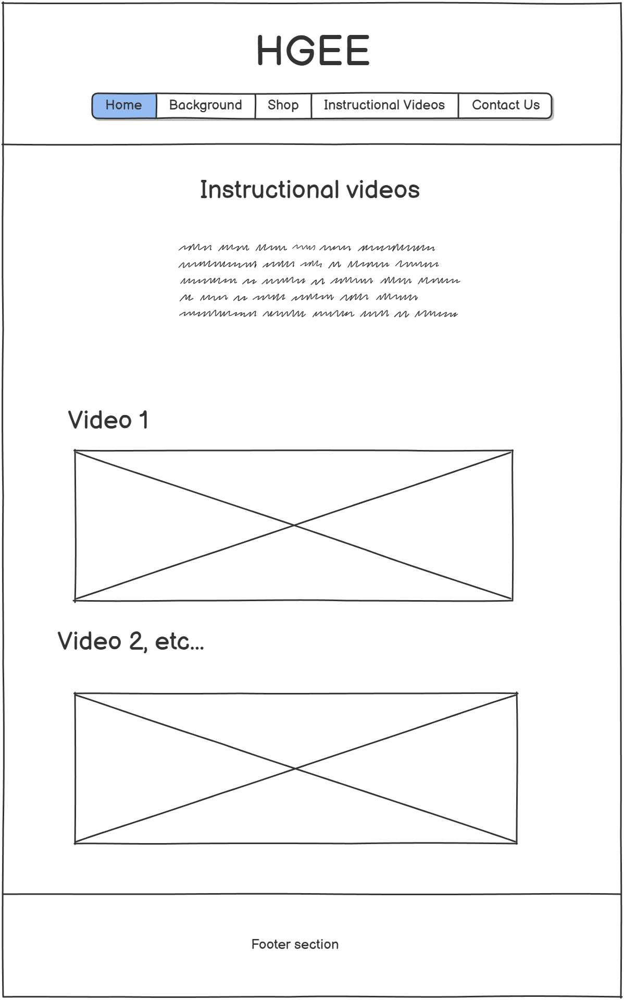 HGEE
Home Background Shop Instructional Videos Contact Us
Instructional videos
Video 1
Video 2, etc...
Footer section